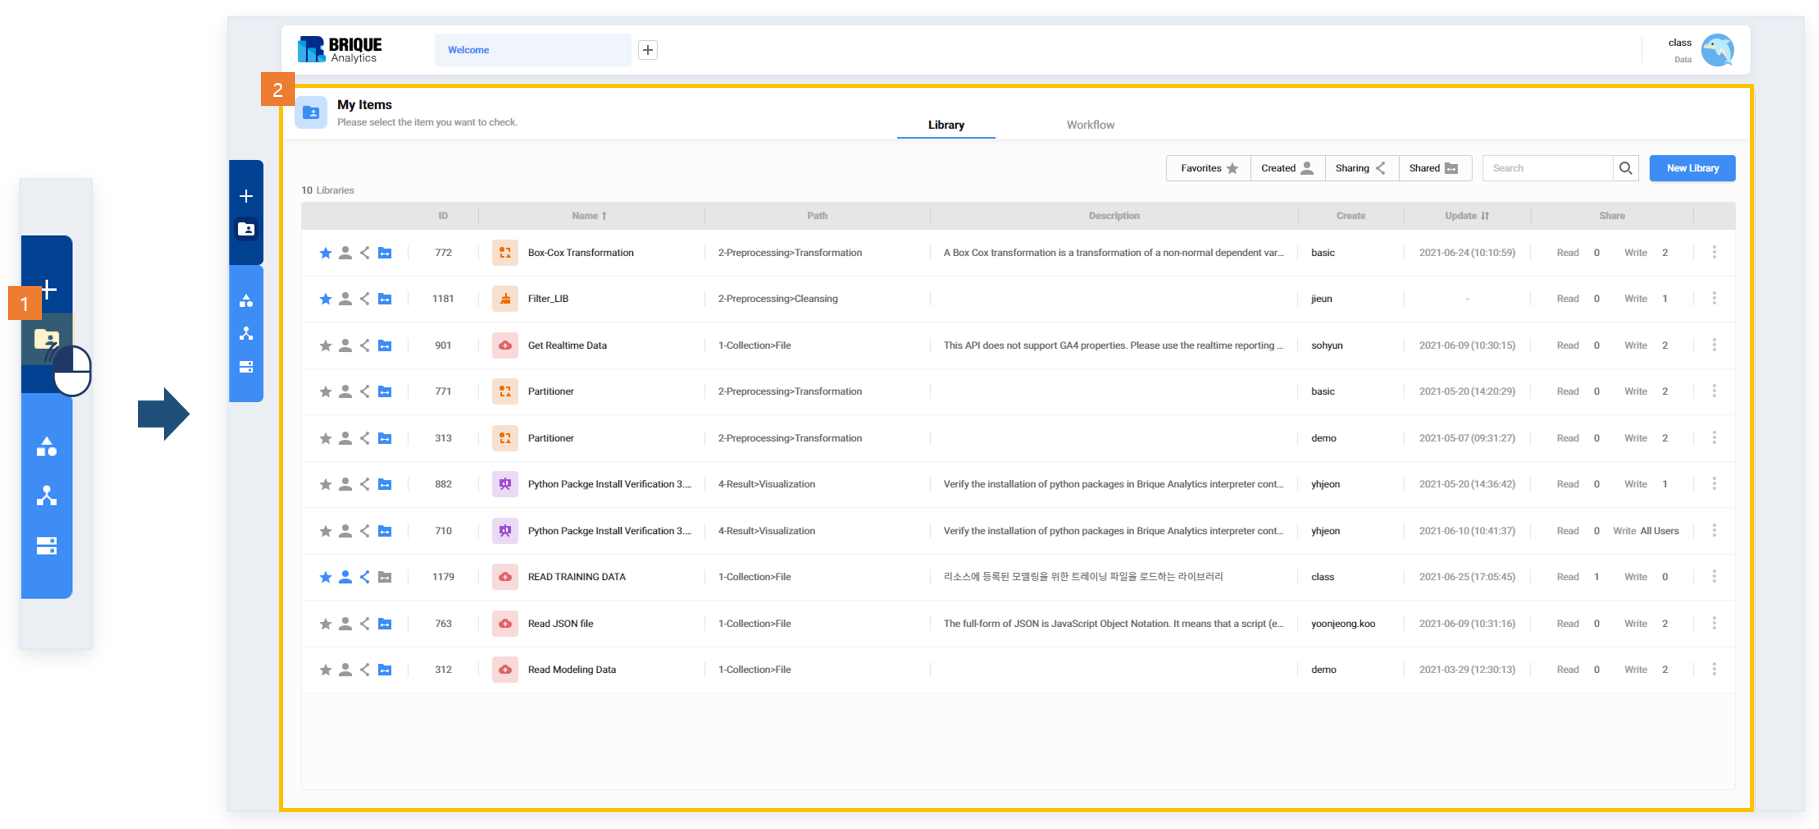 1
2
BRIQUE
Analytics
Welcome
class
Data
My Items
Please select the item you want to check.
Library Workflow
Favorites Created Sharing Shared Search New Library
10 Libraries
ID Name Path Description Create Update Share
772 Box-Cox Transformation 2-Preprocessing>Transformation A Box Cox transformation is a transformation of a non-normal dependent var... basic 2021-06-24 (10:10:59) Read 0 Write 2
1181 Filter_LIB 2-Preprocessing>Cleansing jieun - Read 0 Write 1
901 Get Realtime Data 1-Collection>File This API does not support GA4 properties. Please use the realtime reporting ... sohyun 2021-06-09 (10:30:15) Read 0 Write 2
771 Partitioner 2-Preprocessing>Transformation basic 2021-05-20 (14:20:29) Read 0 Write 2
313 Partitioner 2-Preprocessing>Transformation demo 2021-05-07 (09:31:27) Read 0 Write 2
882 Python Packge Install Verification 3.... 4-Result>Visualization Verify the installation of python packages in Brique Analytics interpreter cont... yhjeon 2021-05-20 (14:36:42) Read 0 Write 1
710 Python Packge Install Verification 3.... 4-Result>Visualization Verify the installation of python packages in Brique Analytics interpreter cont... yhjeon 2021-06-10 (10:41:37) Read 0 Write All Users
1179 READ TRAINING DATA 1-Collection>File 리소스에 등록된 모델링을 위한 트레이닝 파일을 로드하는 라이브러리 class 2021-06-25 (17:05:45) Read 1 Write 0
763 Read JSON file 1-Collection>File The full-form of JSON is JavaScript Object Notation. It means that a script (e... yoonjeong.koo 2021-06-09 (10:31:16) Read 0 Write 2
312 Read Modeling Data 1-Collection>File demo 2021-03-29 (12:30:13) Read 0 Write 2